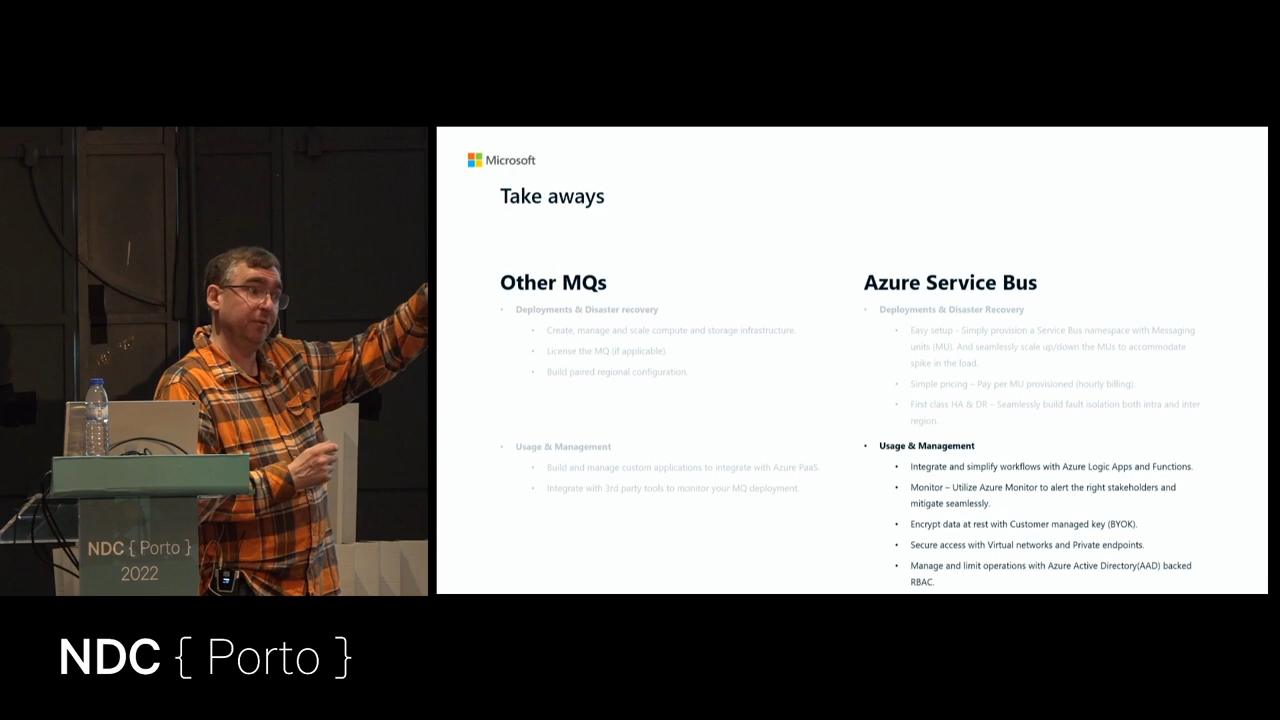 Microsoft
Take aways
Other MQs
• Deployments & Disaster recovery
• Create, manage and scale compute and storage infrastructure.
• License the MQ (if applicable).
• Build paired regional configuration.
• Usage & Management
• Build and manage custom applications to integrate with Azure PaaS.
• Integrate with 3rd party tools to monitor your MQ deployment.
Azure Service Bus
• Deployments & Disaster Recovery
• Easy setup - Simply provision a Service Bus namespace with Messaging
units (MU). And seamlessly scale up/down the MUs to accommodate
spike in the load.
• Simple pricing – Pay per MU provisioned (hourly billing).
• First class HA & DR – Seamlessly build fault isolation both intra and inter
region.
• Usage & Management
• Integrate and simplify workflows with Azure Logic Apps and Functions.
• Monitor – Utilize Azure Monitor to alert the right stakeholders and
mitigate seamlessly.
• Encrypt data at rest with Customer managed key (BYOK).
• Secure access with Virtual networks and Private endpoints.
• Manage and limit operations with Azure Active Directory(AAD) backed
RBAC.
NDC { Porto }
2022
NDC { Porto }